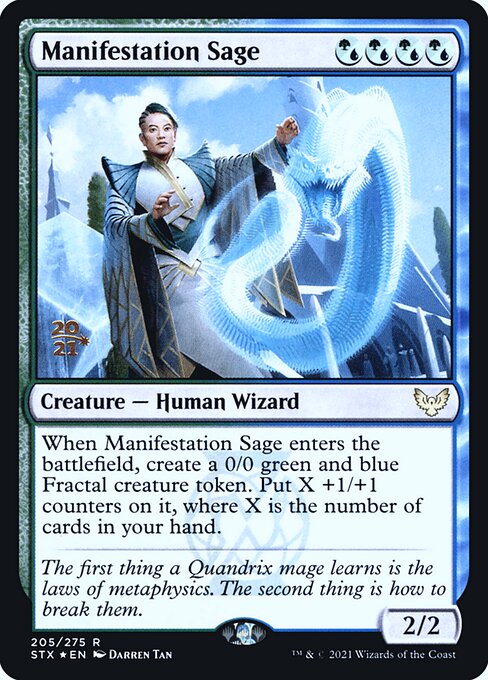 Manifestation Sage
20
21
Creature — Human Wizard
When Manifestation Sage enters the
battlefield, create a 0/0 green and blue
Fractal creature token. Put X +1/+1
counters on it, where X is the number of
cards in your hand.
The first thing a Quandrix mage learns is the
laws of metaphysics. The second thing is how to
break them.
2/2
205/275 R
STX ★ EN Darren Tan
™ & © 2021 Wizards of the Coast